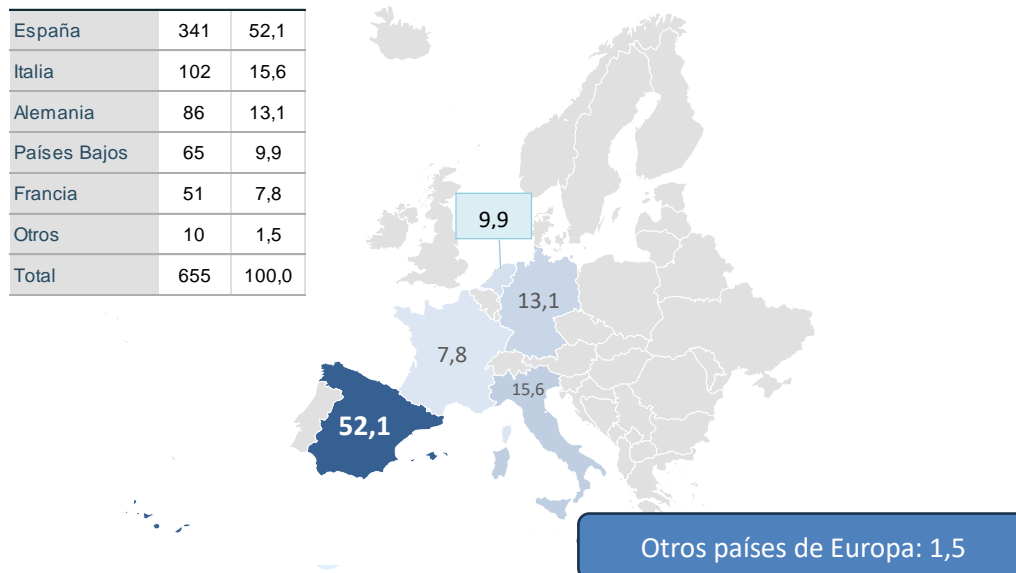 España 341 52,1
Italia 102 15,6
Alemania 86 13,1
Países Bajos 65 9,9
Francia 51 7,8
Otros 10 1,5
Total 655 100,0
9,9
13,1
7,8
15,6
52,1
Otros países de Europa: 1,5